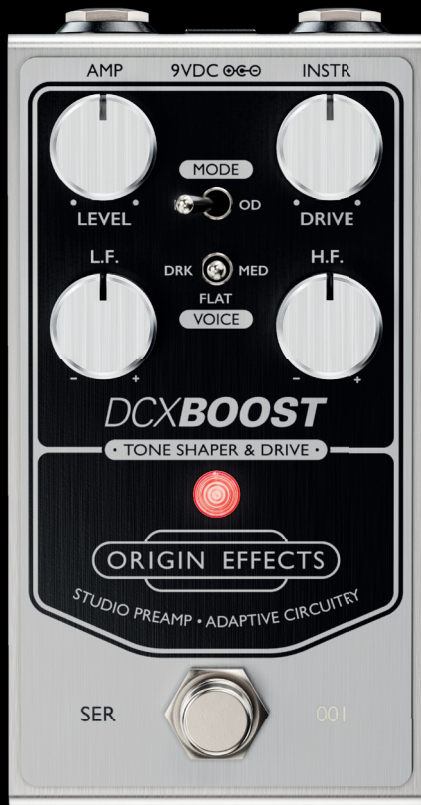 AMP 9VDC INSTR
MODE
OD
LEVEL DRIVE
L.F. H.F.
DRK MED
FLAT
VOICE
- + - +
DCXBOOST
• TONE SHAPER & DRIVE •
ORIGIN EFFECTS
STUDIO PREAMP • ADAPTIVE CIRCUITRY
SER 001